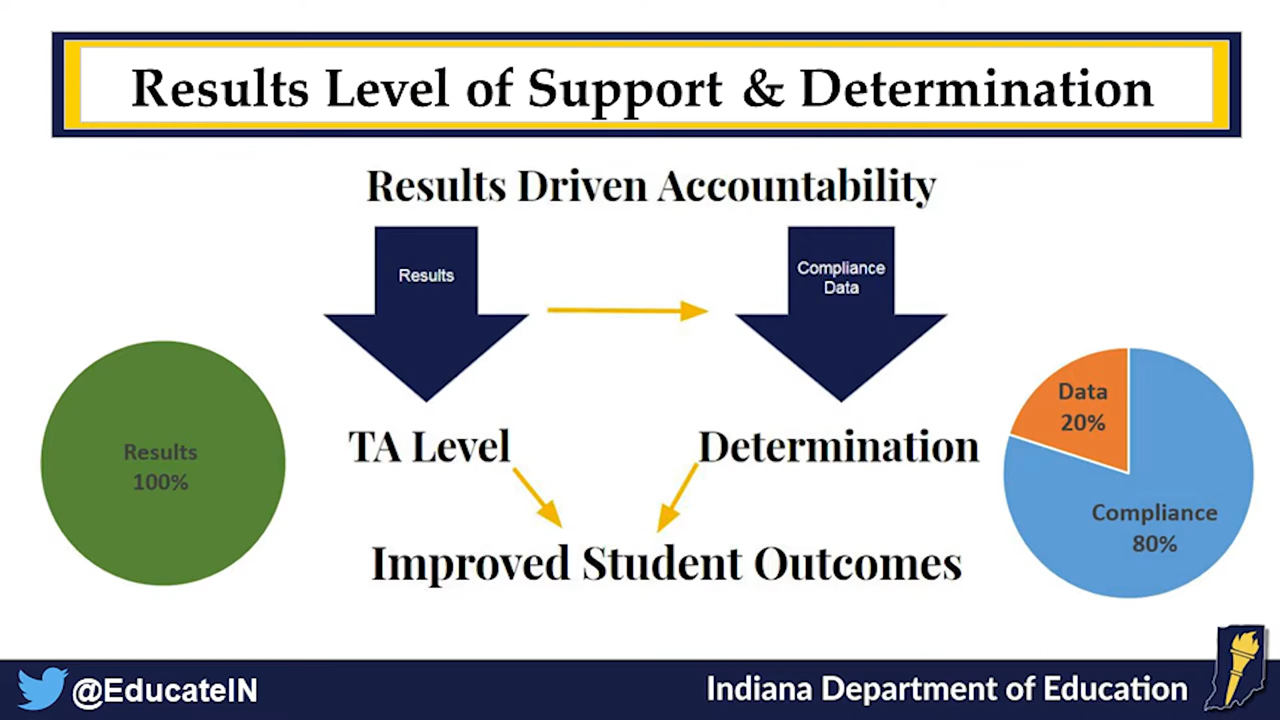 Results Level of Support & Determination
Results Driven Accountability
Results
Compliance
Data
Results
100%
TA Level
Determination
Data
20%
Compliance
80%
Improved Student Outcomes
@EducateIN
Indiana Department of Education